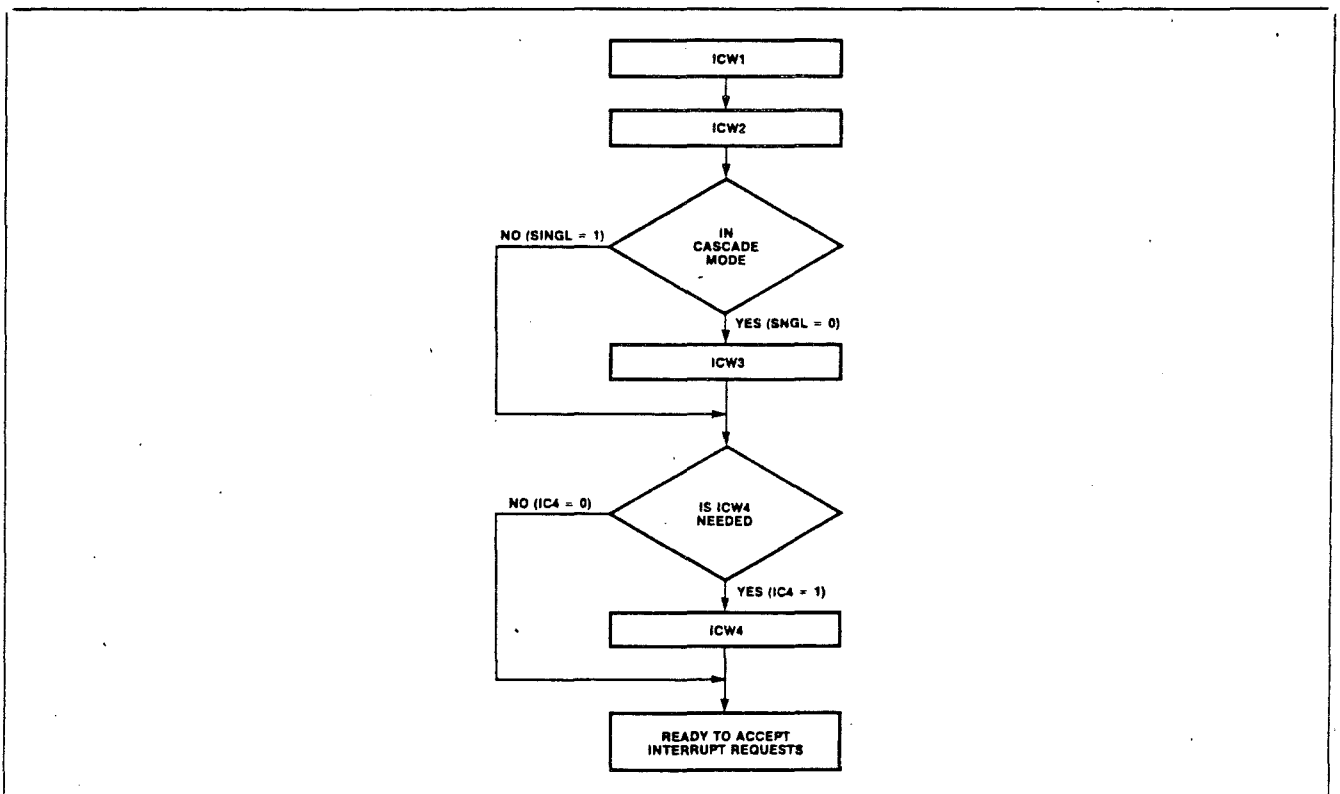 ICW1
ICW2
IN
CASCADE
MODE
NO (SINGL = 1)
YES (SNGL = 0)
ICW3
IS ICW4
NEEDED
NO (IC4 = 0)
YES (IC4 = 1)
ICW4
READY TO ACCEPT
INTERRUPT REQUESTS